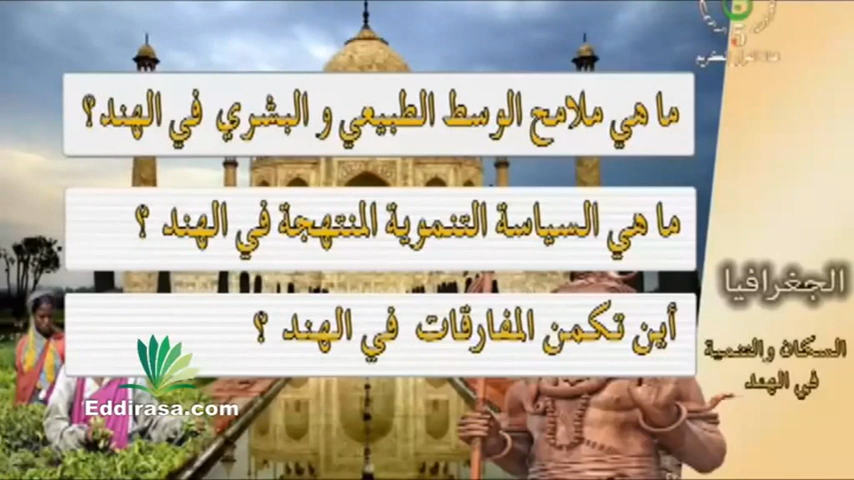 ما هي ملامح الوسط الطبيعي و البشري في الهند ؟
ما هي السياسة التنموية المنتهجة في الهند ؟
أين تكمن المفارقات في الهند ؟
الجغرافيا
السكان والتنمية
في الهند
Eddirasa.com